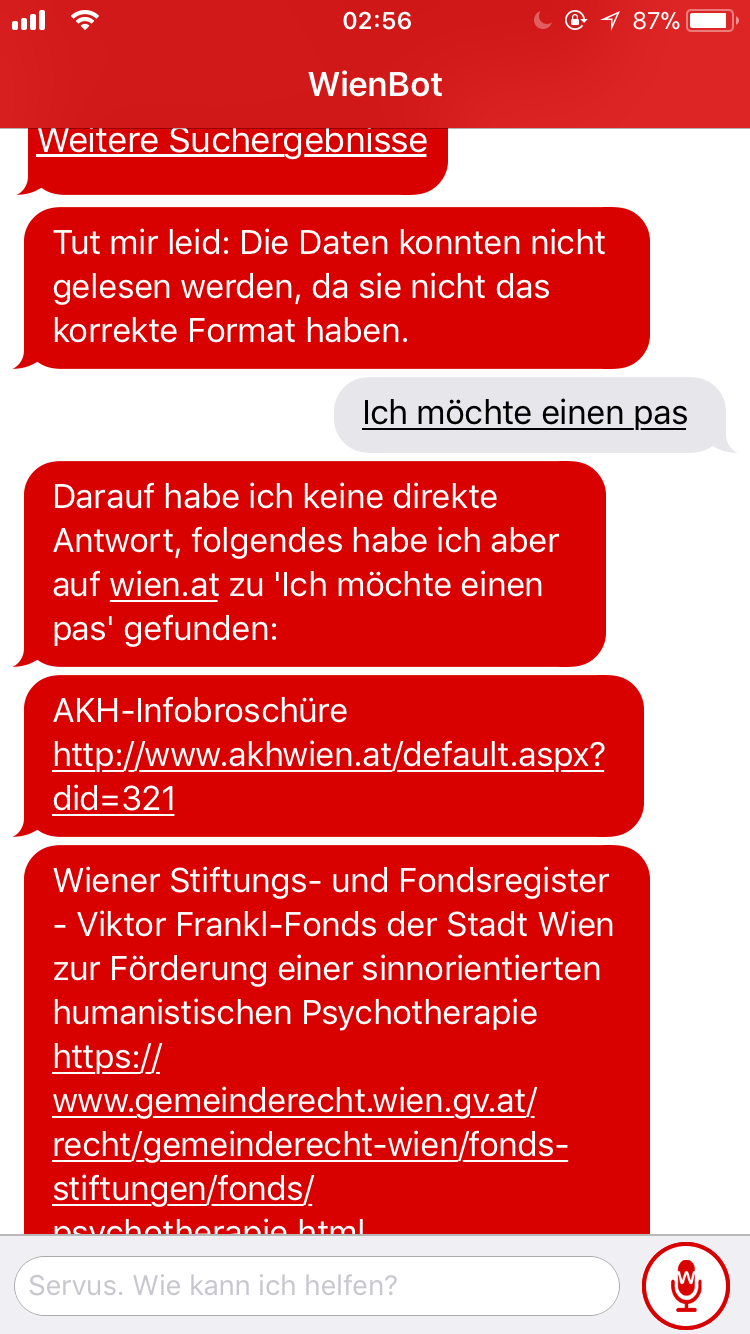 02:56
87%
WienBot
Weitere Suchergebnisse
Tut mir leid: Die Daten konnten nicht
gelesen werden, da sie nicht das
korrekte Format haben.
Ich möchte einen pas
Darauf habe ich keine direkte
Antwort, folgendes habe ich aber
auf wien.at zu 'Ich möchte einen
pas' gefunden:
AKH-Infobroschüre
http://www.akhwien.at/default.aspx?
did=321
Wiener Stiftungs- und Fondsregister
- Viktor Frankl-Fonds der Stadt Wien
zur Förderung einer sinnorientierten
humanistischen Psychotherapie
https://
www.gemeinderecht.wien.gv.at/
recht/gemeinderecht-wien/fonds-
stiftungen/fonds/
psychotherapie.html
Servus. Wie kann ich helfen?
W